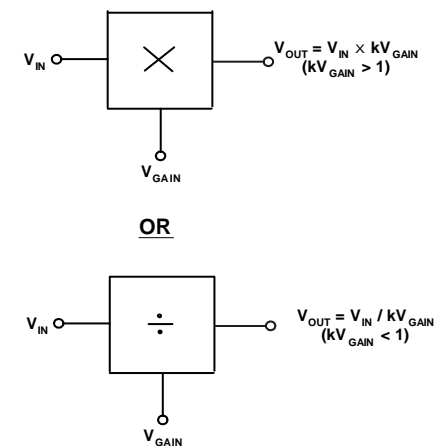 V_IN
×
V_OUT = V_IN × kV_GAIN
(kV_GAIN > 1)
V_GAIN
OR
V_IN
÷
V_OUT = V_IN / kV_GAIN
(kV_GAIN < 1)
V_GAIN